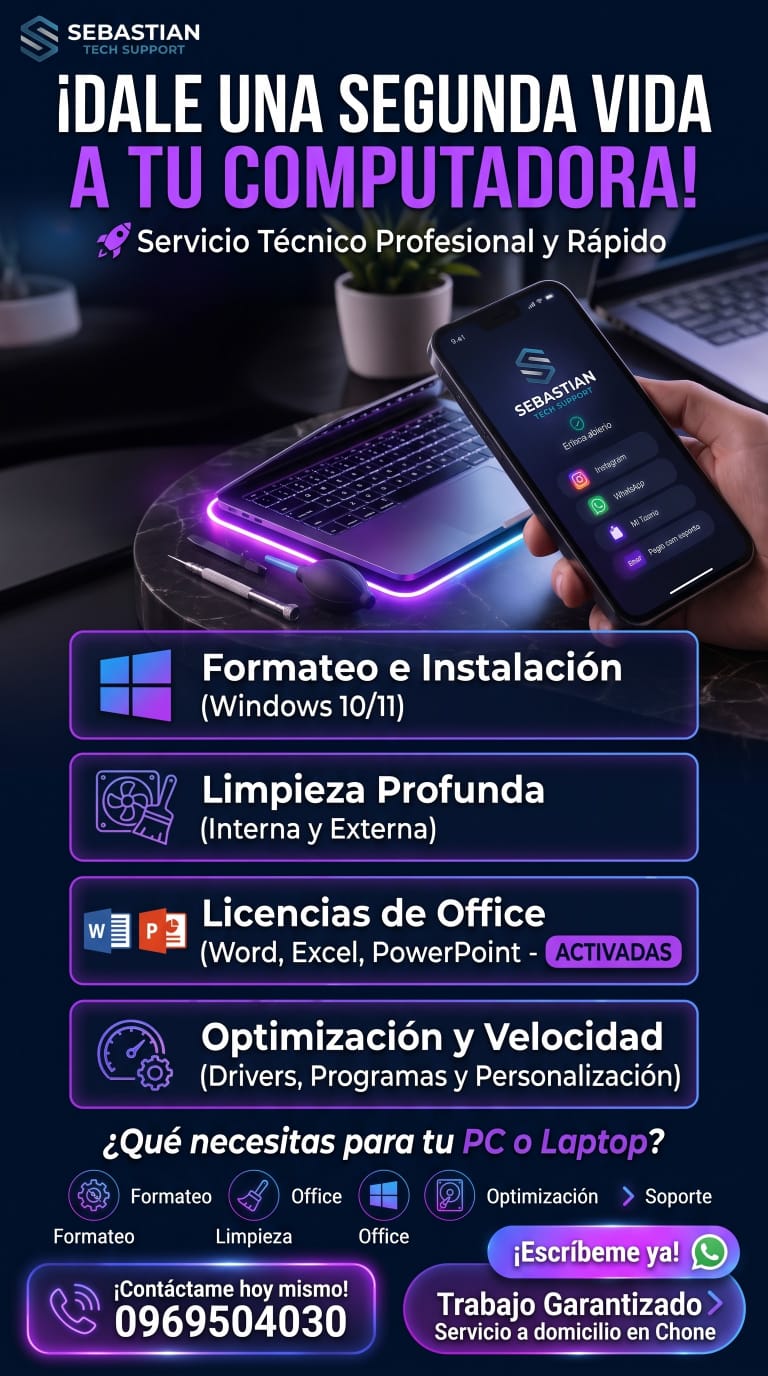 SEBASTIAN
TECH SUPPORT
¡DALE UNA SEGUNDA VIDA
A TU COMPUTADORA!
Servicio Técnico Profesional y Rápido
9:41
SEBASTIAN
TECH SUPPORT
Instagram
WhatsApp
Email
Formateo e Instalación
(Windows 10/11)
Limpieza Profunda
(Interna y Externa)
W P Licencias de Office
(Word, Excel, PowerPoint - ACTIVADAS
Optimización y Velocidad
(Drivers, Programas y Personalización)
¿Qué necesitas para tu PC o Laptop?
Formateo Office Optimización Soporte
Formateo Limpieza Office
¡Escríbeme ya!
¡Contáctame hoy mismo!
0969504030
Trabajo Garantizado
Servicio a domicilio en Chone